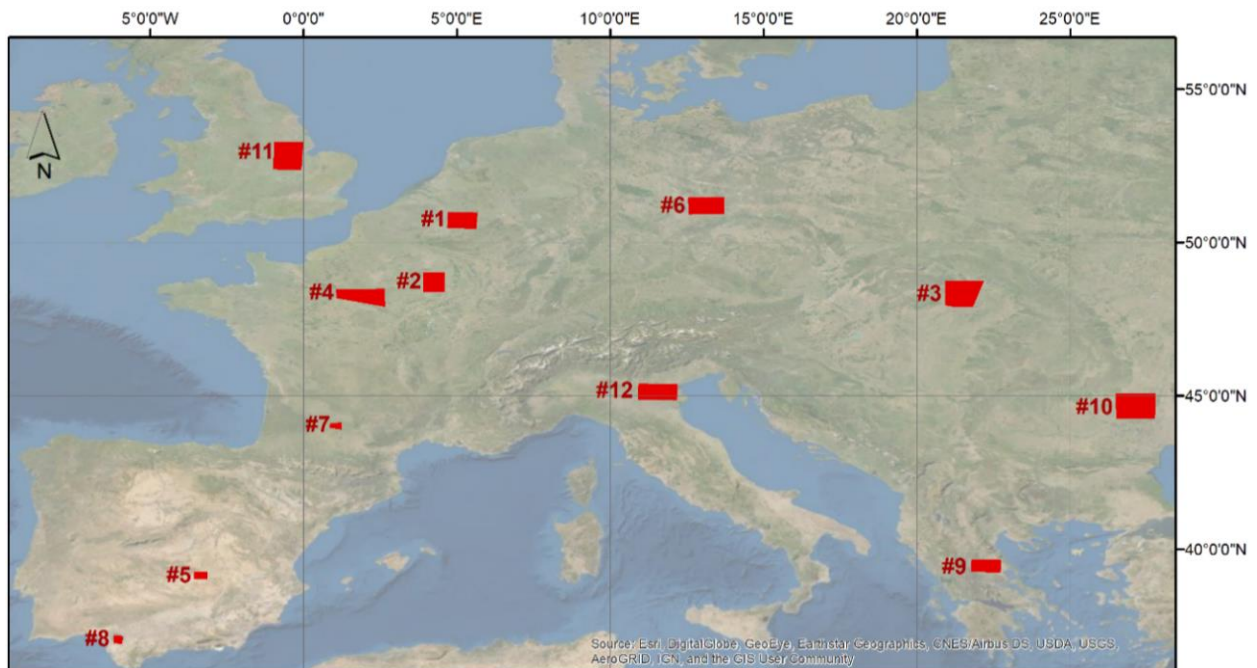 5°0'0"W 0°0'0" 5°0'0"E 10°0'0"E 15°0'0"E 20°0'0"E 25°0'0"E
55°0'0"N
N
#11
#1
#6
50°0'0"N
#2
#4
#3
#12
45°0'0"N
#10
#7
40°0'0"N
#9
#5
#8
Source: Esri, DigitalGlobe, GeoEye, Earthstar Geographics, CNES/Airbus DS, USDA, USGS,
AeroGRID, IGN, and the GIS User Community